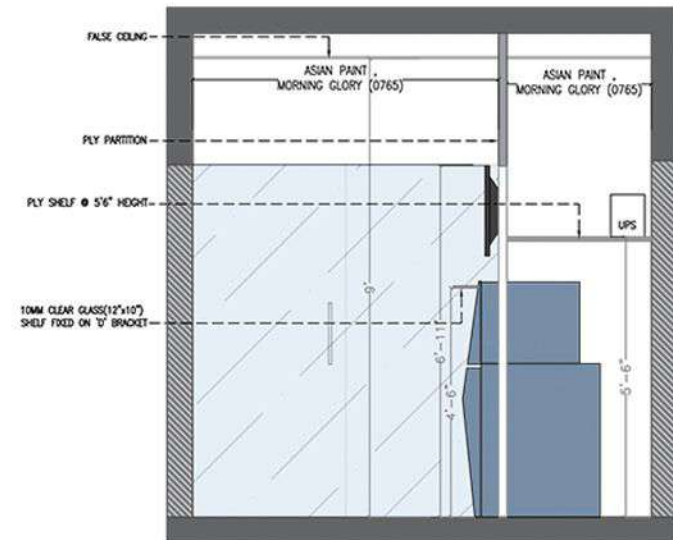 FALSE CEILING
ASIAN PAINT
MORNING GLORY (0765)
ASIAN PAINT
MORNING GLORY (0765)
PLY PARTITION
PLY SHELF @ 5'6" HEIGHT
UPS
10MM CLEAR GLASS(12"x10")
SHELF FIXED ON 'D' BRACKET
9'
6'-11"
4'-6"
5'-6"